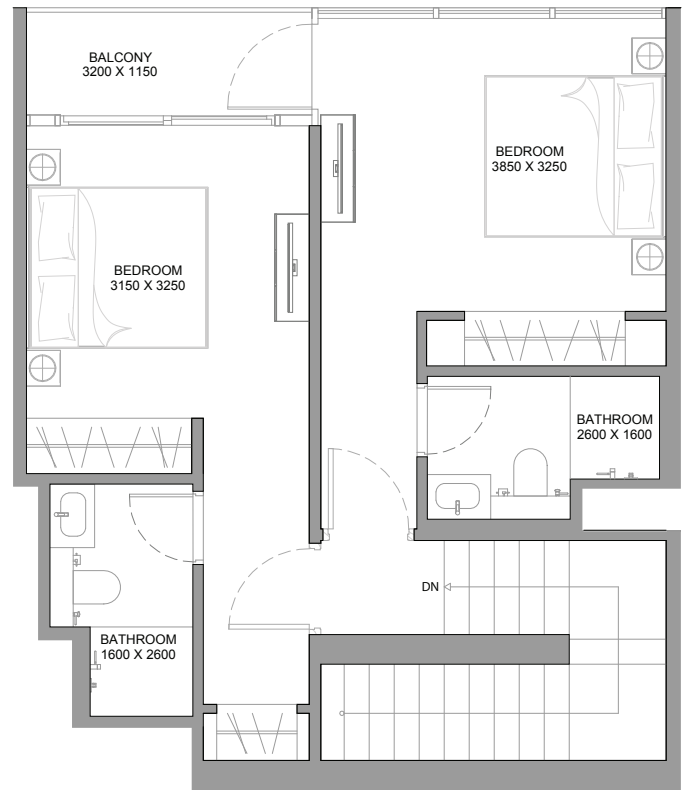 BALCONY
3200 X 1150
BEDROOM
3850 X 3250
BEDROOM
3150 X 3250
BATHROOM
2600 X 1600
DN
BATHROOM
1600 X 2600